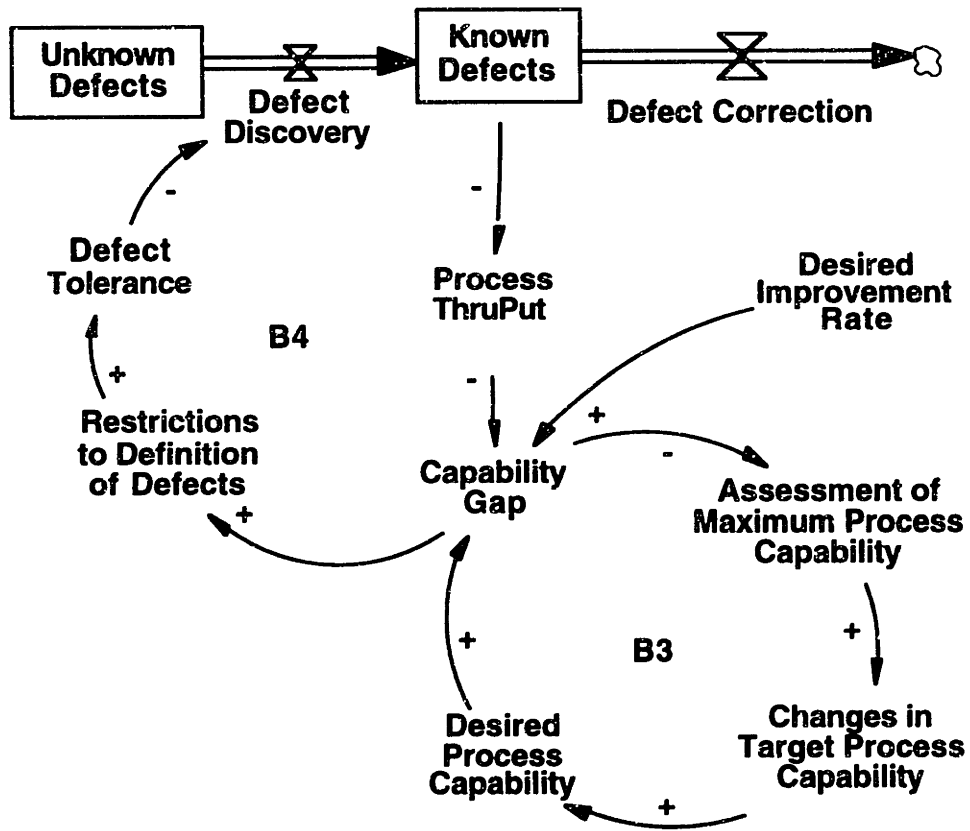 Unknown
Defects
Known
Defects
Defect
Discovery
Defect Correction
-
-
Defect
Tolerance
Process
ThruPut
Desired
Improvement
Rate
B4
+
-
+
-
Restrictions
to Definition
of Defects
Capability
Gap
Assessment of
Maximum Process
Capability
+
+
+
B3
Desired
Process
Capability
Changes in
Target Process
Capability
+